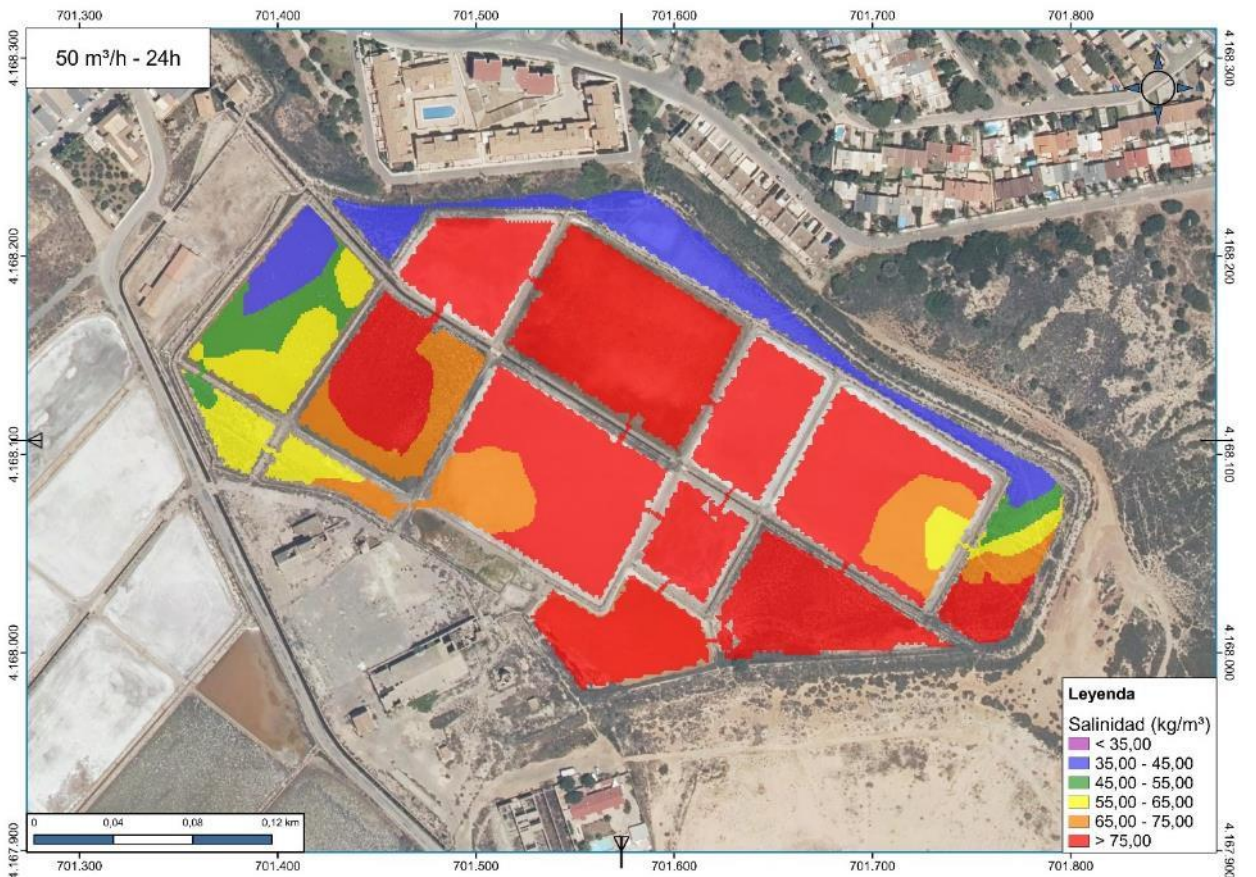 701.300 701.400 701.500 701.600 701.700 701.800
50 m³/h - 24h
4.168.300 4.168.300
4.168.200 4.168.200
4.168.100 4.168.100
4.168.000 4.168.000
4.167.900 4.167.900
Leyenda
Salinidad (kg/m³)
< 35,00
35,00 - 45,00
45,00 - 55,00
55,00 - 65,00
65,00 - 75,00
> 75,00
0 0,04 0,08 0,12 km
701.300 701.400 701.500 701.600 701.700 701.800